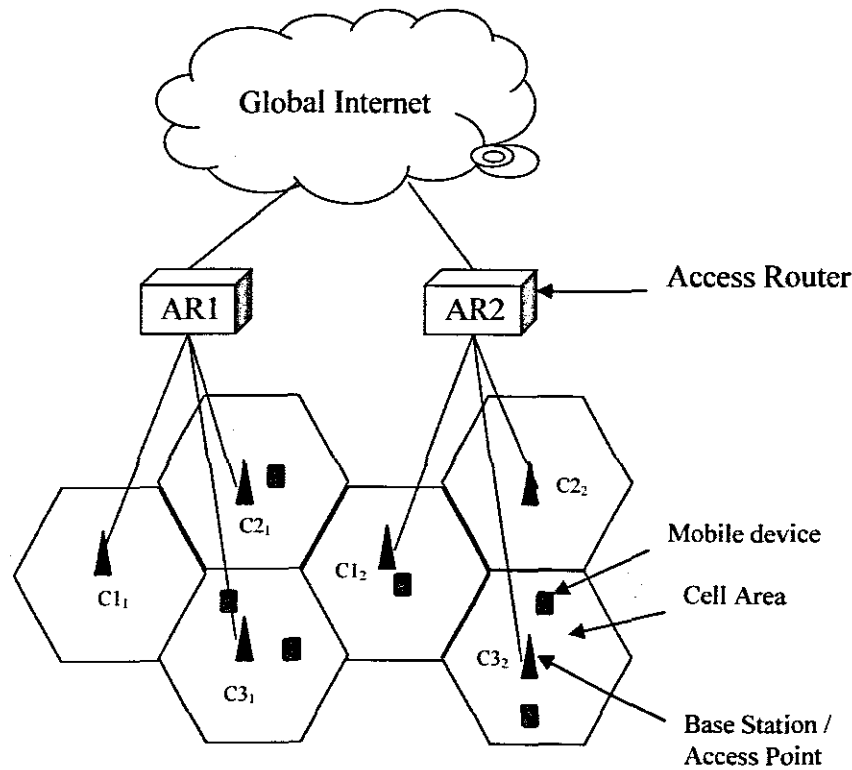 Global Internet
AR1
AR2
Access Router
C2₁
C2₂
C1₁
C1₂
Mobile device
Cell Area
C3₁
C3₂
Base Station /
Access Point